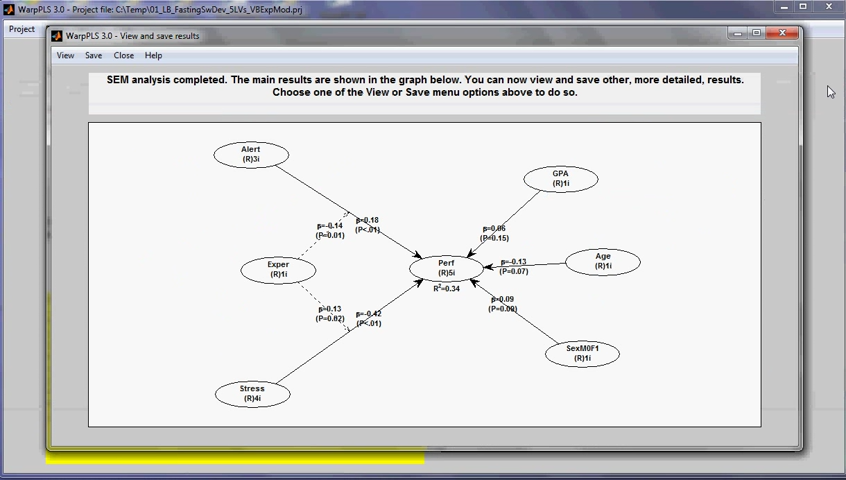 WarpPLS 3.0 - Project file: C:\Temp\01_LB_FastingSwDev_5LVs_VBExpMod.prj
Project
WarpPLS 3.0 - View and save results
View Save Close Help
SEM analysis completed. The main results are shown in the graph below. You can now view and save other, more detailed, results.
Choose one of the View or Save menu options above to do so.
Alert
(R)3i
GPA
(R)1i
β=-0.14
(P=0.01)
β=0.18
(P<.01)
β=0.06
(P=0.15)
Exper
(R)1i
Perf
(R)5i
R²=0.34
β=-0.13
(P=0.07)
Age
(R)1i
β=0.13
(P=0.02)
β=-0.42
(P<.01)
β=0.09
(P=0.09)
SexM0F1
(R)1i
Stress
(R)4i